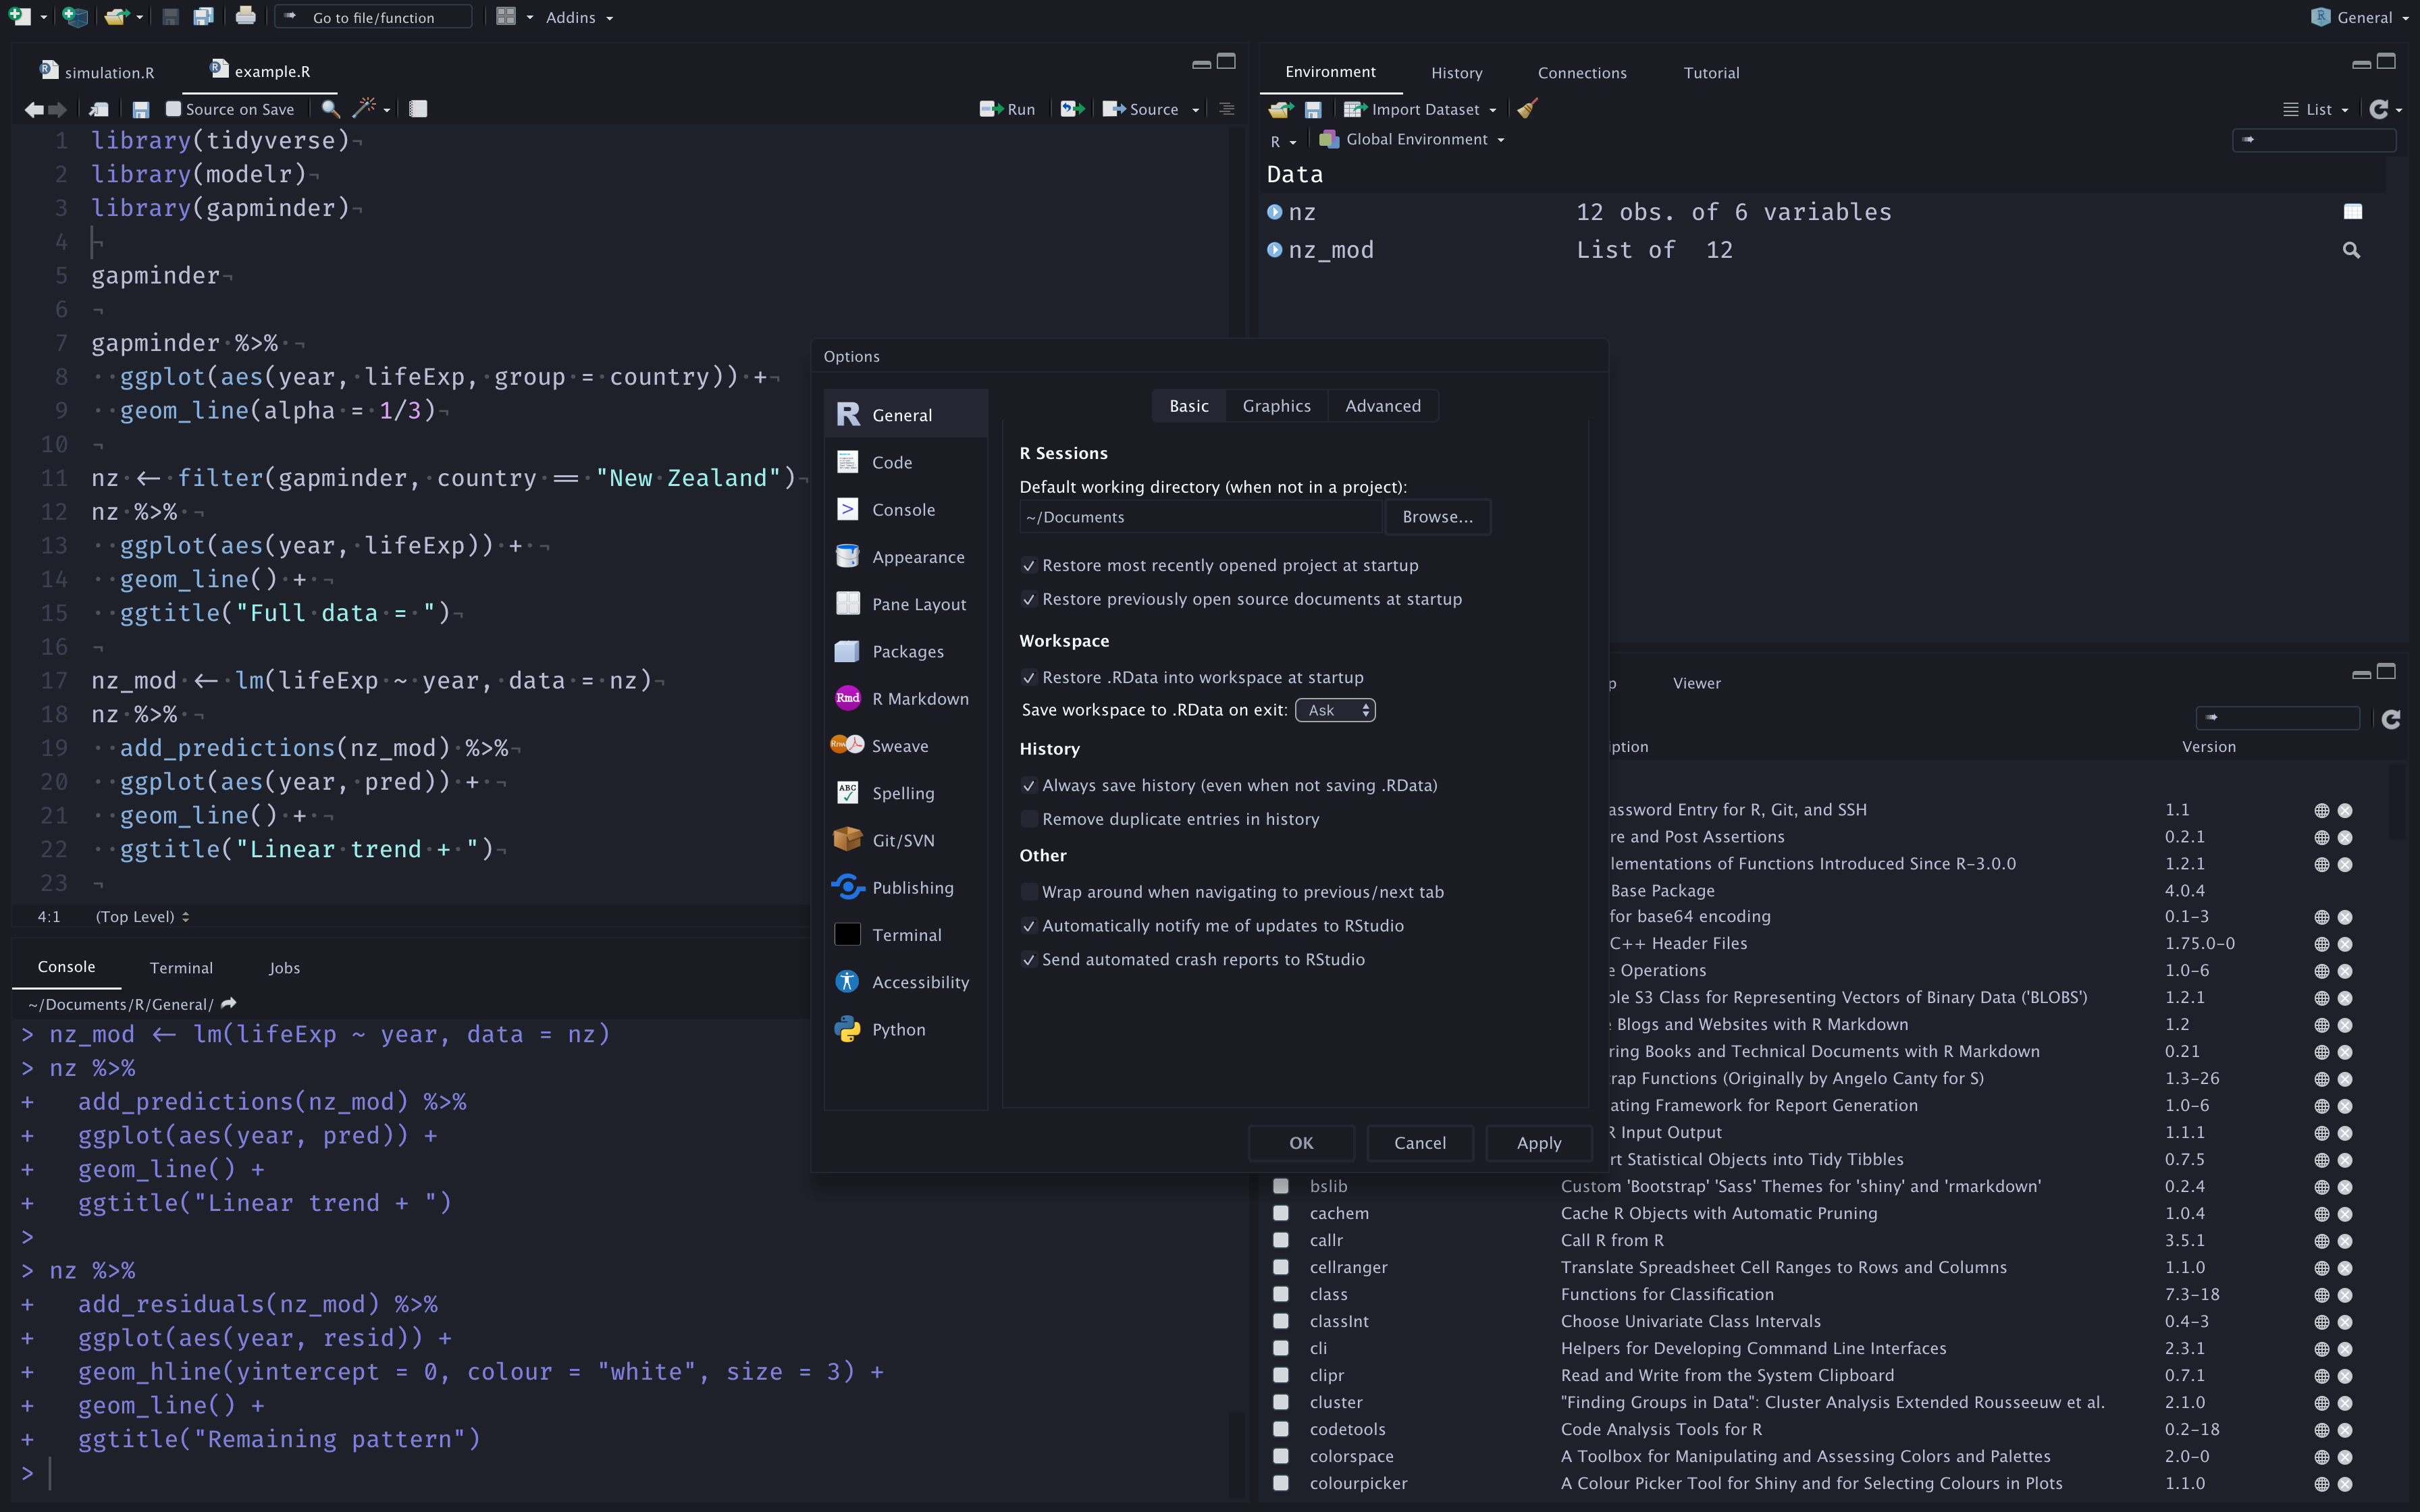 Go to file/function
Addins
General
simulation.R
example.R
Source on Save
Run
Source
1 library(tidyverse)¬
2 library(modelr)¬
3 library(gapminder)¬
4 ¬
5 gapminder¬
6 ¬
7 gapminder·%>%·¬
8 ··ggplot(aes(year,·lifeExp,·group·=·country))·+¬
9 ··geom_line(alpha·=·1/3)¬
10 ¬
11 nz·<-·filter(gapminder,·country·==·"New·Zealand")¬
12 nz·%>%·¬
13 ··ggplot(aes(year,·lifeExp))·+·¬
14 ··geom_line()·+·¬
15 ··ggtitle("Full·data·=·")¬
16 ¬
17 nz_mod·<-·lm(lifeExp·~·year,·data·=·nz)¬
18 nz·%>%·¬
19 ··add_predictions(nz_mod)·%>%¬
20 ··ggplot(aes(year,·pred))·+·¬
21 ··geom_line()·+·¬
22 ··ggtitle("Linear·trend·+·")¬
23 ¬
4:1 (Top Level)
Console Terminal Jobs
~/Documents/R/General/
> nz_mod <- lm(lifeExp ~ year, data = nz)
> nz %>%
+   add_predictions(nz_mod) %>%
+   ggplot(aes(year, pred)) +
+   geom_line() +
+   ggtitle("Linear trend + ")
>
> nz %>%
+   add_residuals(nz_mod) %>%
+   ggplot(aes(year, resid)) +
+   geom_hline(yintercept = 0, colour = "white", size = 3) +
+   geom_line() +
+   ggtitle("Remaining pattern")
>
Environment History Connections Tutorial
Import Dataset
List
R
Global Environment
Data
nz 12 obs. of 6 variables
nz_mod List of  12
Options
General
Code
Console
Appearance
Pane Layout
Packages
Rmd R Markdown
Rnw Sweave
ABC Spelling
Git/SVN
Publishing
Terminal
Accessibility
Python
Basic Graphics Advanced
R Sessions
Default working directory (when not in a project):
~/Documents
Browse...
Restore most recently opened project at startup
Restore previously open source documents at startup
Workspace
Restore .RData into workspace at startup
Save workspace to .RData on exit: Ask
History
Always save history (even when not saving .RData)
Remove duplicate entries in history
Other
Wrap around when navigating to previous/next tab
Automatically notify me of updates to RStudio
Send automated crash reports to RStudio
OK Cancel Apply
p Viewer
ption Version
assword Entry for R, Git, and SSH 1.1
re and Post Assertions 0.2.1
lementations of Functions Introduced Since R-3.0.0 1.2.1
Base Package 4.0.4
for base64 encoding 0.1-3
C++ Header Files 1.75.0-0
e Operations 1.0-6
ble S3 Class for Representing Vectors of Binary Data ('BLOBS') 1.2.1
Blogs and Websites with R Markdown 1.2
ring Books and Technical Documents with R Markdown 0.21
rap Functions (Originally by Angelo Canty for S) 1.3-26
ating Framework for Report Generation 1.0-6
R Input Output 1.1.1
rt Statistical Objects into Tidy Tibbles 0.7.5
bslib Custom 'Bootstrap' 'Sass' Themes for 'shiny' and 'rmarkdown' 0.2.4
cachem Cache R Objects with Automatic Pruning 1.0.4
callr Call R from R 3.5.1
cellranger Translate Spreadsheet Cell Ranges to Rows and Columns 1.1.0
class Functions for Classification 7.3-18
classInt Choose Univariate Class Intervals 0.4-3
cli Helpers for Developing Command Line Interfaces 2.3.1
clipr Read and Write from the System Clipboard 0.7.1
cluster "Finding Groups in Data": Cluster Analysis Extended Rousseeuw et al. 2.1.0
codetools Code Analysis Tools for R 0.2-18
colorspace A Toolbox for Manipulating and Assessing Colors and Palettes 2.0-0
colourpicker A Colour Picker Tool for Shiny and for Selecting Colours in Plots 1.1.0